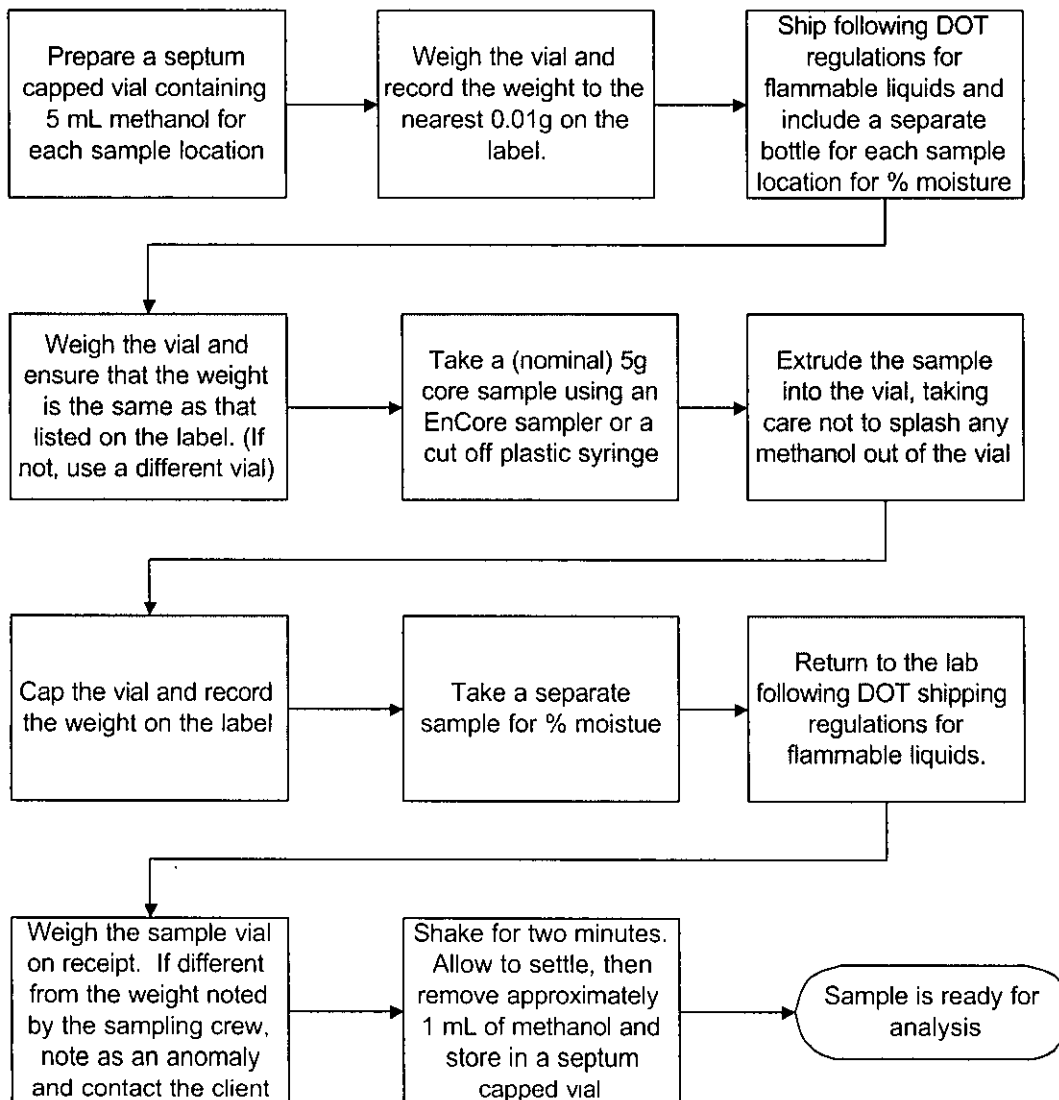 Prepare a septum
capped vial containing
5 mL methanol for
each sample location
Weigh the vial and
record the weight to the
nearest 0.01g on the
label.
Ship following DOT
regulations for
flammable liquids and
include a separate
bottle for each sample
location for % moisture
Weigh the vial and
ensure that the weight
is the same as that
listed on the label. (If
not, use a different vial)
Take a (nominal) 5g
core sample using an
EnCore sampler or a
cut off plastic syringe
Extrude the sample
into the vial, taking
care not to splash any
methanol out of the vial
Cap the vial and record
the weight on the label
Take a separate
sample for % moistue
Return to the lab
following DOT shipping
regulations for
flammable liquids.
Weigh the sample vial
on receipt. If different
from the weight noted
by the sampling crew,
note as an anomaly
and contact the client
Shake for two minutes.
Allow to settle, then
remove approximately
1 mL of methanol and
store in a septum
capped vial
Sample is ready for
analysis